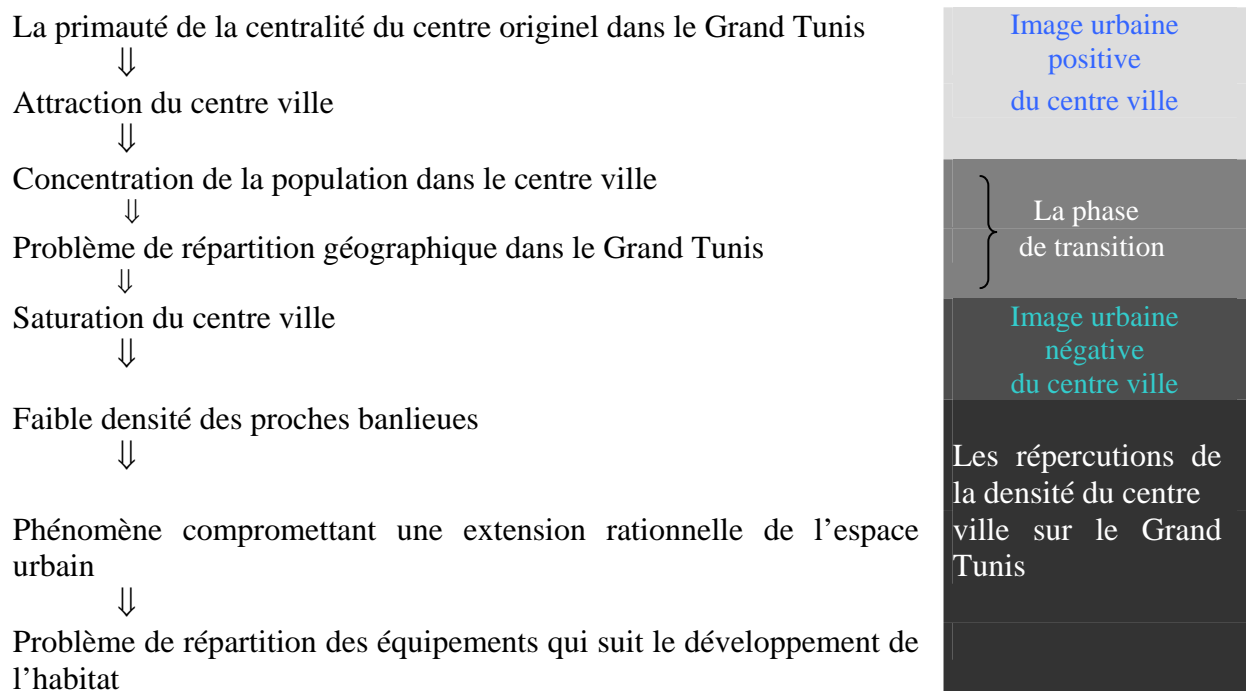 La primauté de la centralité du centre originel dans le Grand Tunis
⇓
Attraction du centre ville
⇓
Concentration de la population dans le centre ville
⇓
Problème de répartition géographique dans le Grand Tunis
⇓
Saturation du centre ville
⇓
Faible densité des proches banlieues
⇓
Phénomène compromettant une extension rationnelle de l’espace
urbain
⇓
Problème de répartition des équipements qui suit le développement de
l’habitat
Image urbaine
positive
du centre ville
La phase
de transition
Image urbaine
négative
du centre ville
Les répercutions de
la densité du centre
ville sur le Grand
Tunis